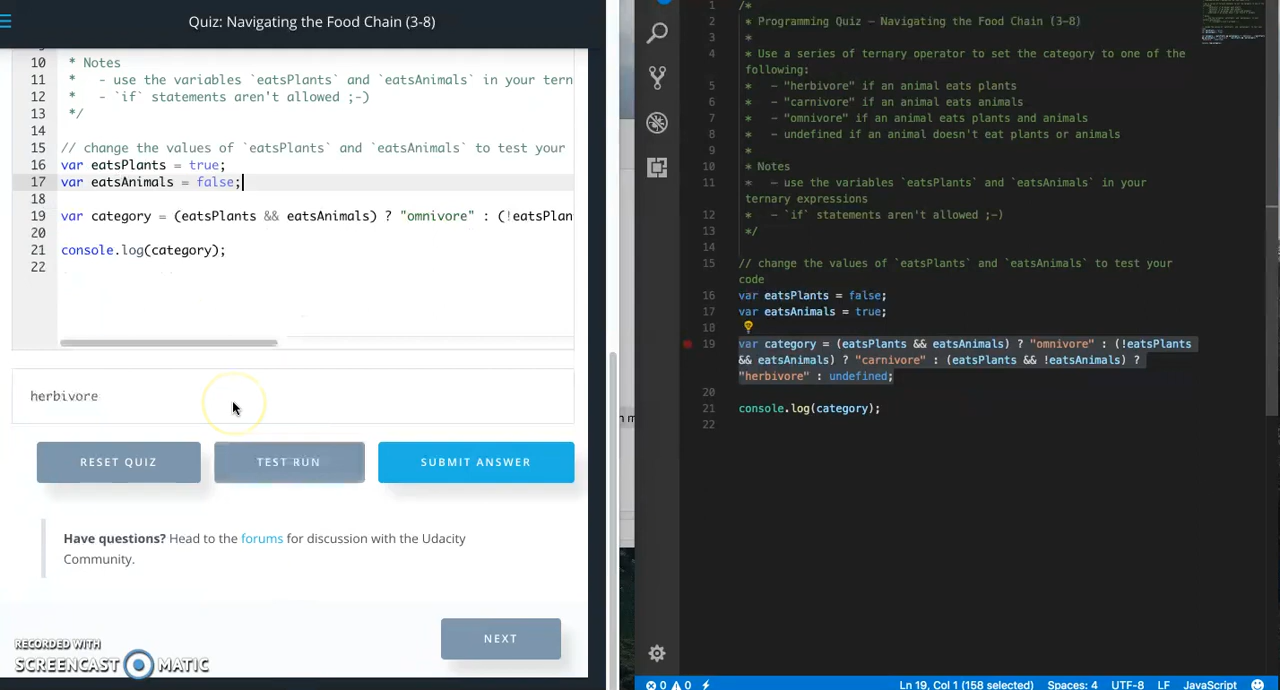 Quiz: Navigating the Food Chain (3-8)
10 * Notes
11 * - use the variables `eatsPlants` and `eatsAnimals` in your tern
12 * - `if` statements aren't allowed ;-)
13 */
14
15 // change the values of `eatsPlants` and `eatsAnimals` to test your
16 var eatsPlants = true;
17 var eatsAnimals = false;
18
19 var category = (eatsPlants && eatsAnimals) ? "omnivore" : (!eatsPlan
20
21 console.log(category);
22
herbivore
RESET QUIZ
TEST RUN
SUBMIT ANSWER
Have questions? Head to the forums for discussion with the Udacity
Community.
NEXT
RECORDED WITH
SCREENCAST MATIC
1 /*
2 * Programming Quiz - Navigating the Food Chain (3-8)
3 *
4 * Use a series of ternary operator to set the category to one of the
following:
5 * - "herbivore" if an animal eats plants
6 * - "carnivore" if an animal eats animals
7 * - "omnivore" if an animal eats plants and animals
8 * - undefined if an animal doesn't eat plants or animals
9 *
10 * Notes
11 * - use the variables `eatsPlants` and `eatsAnimals` in your
ternary expressions
12 * - `if` statements aren't allowed ;-)
13 */
14
15 // change the values of `eatsPlants` and `eatsAnimals` to test your
code
16 var eatsPlants = false;
17 var eatsAnimals = true;
18
19 var category = (eatsPlants && eatsAnimals) ? "omnivore" : (!eatsPlants
&& eatsAnimals) ? "carnivore" : (eatsPlants && !eatsAnimals) ?
"herbivore" : undefined;
20
21 console.log(category);
22
0 0 Ln 19, Col 1 (158 selected) Spaces: 4 UTF-8 LF JavaScript